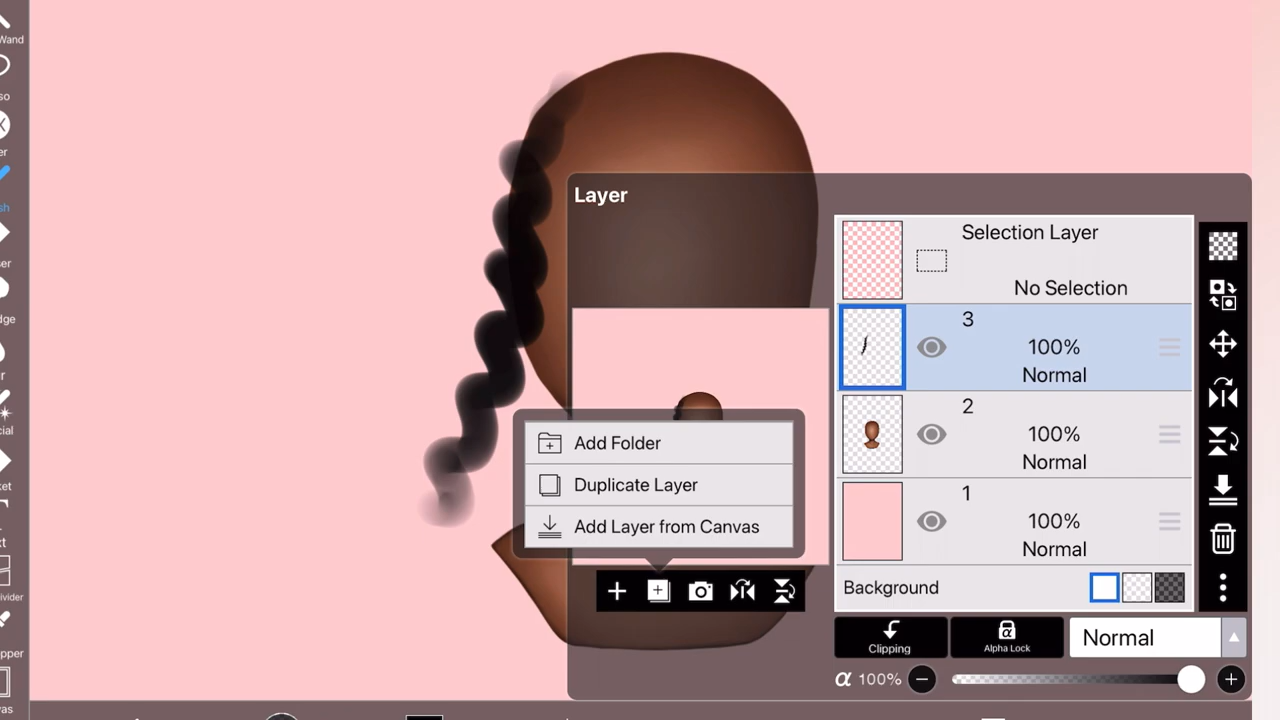 Wand
Layer
Selection Layer
No Selection
3
100%
Normal
2
100%
Normal
1
100%
Normal
Background
Add Folder
Duplicate Layer
Add Layer from Canvas
Clipping
α
Alpha Lock
Normal
α 100%